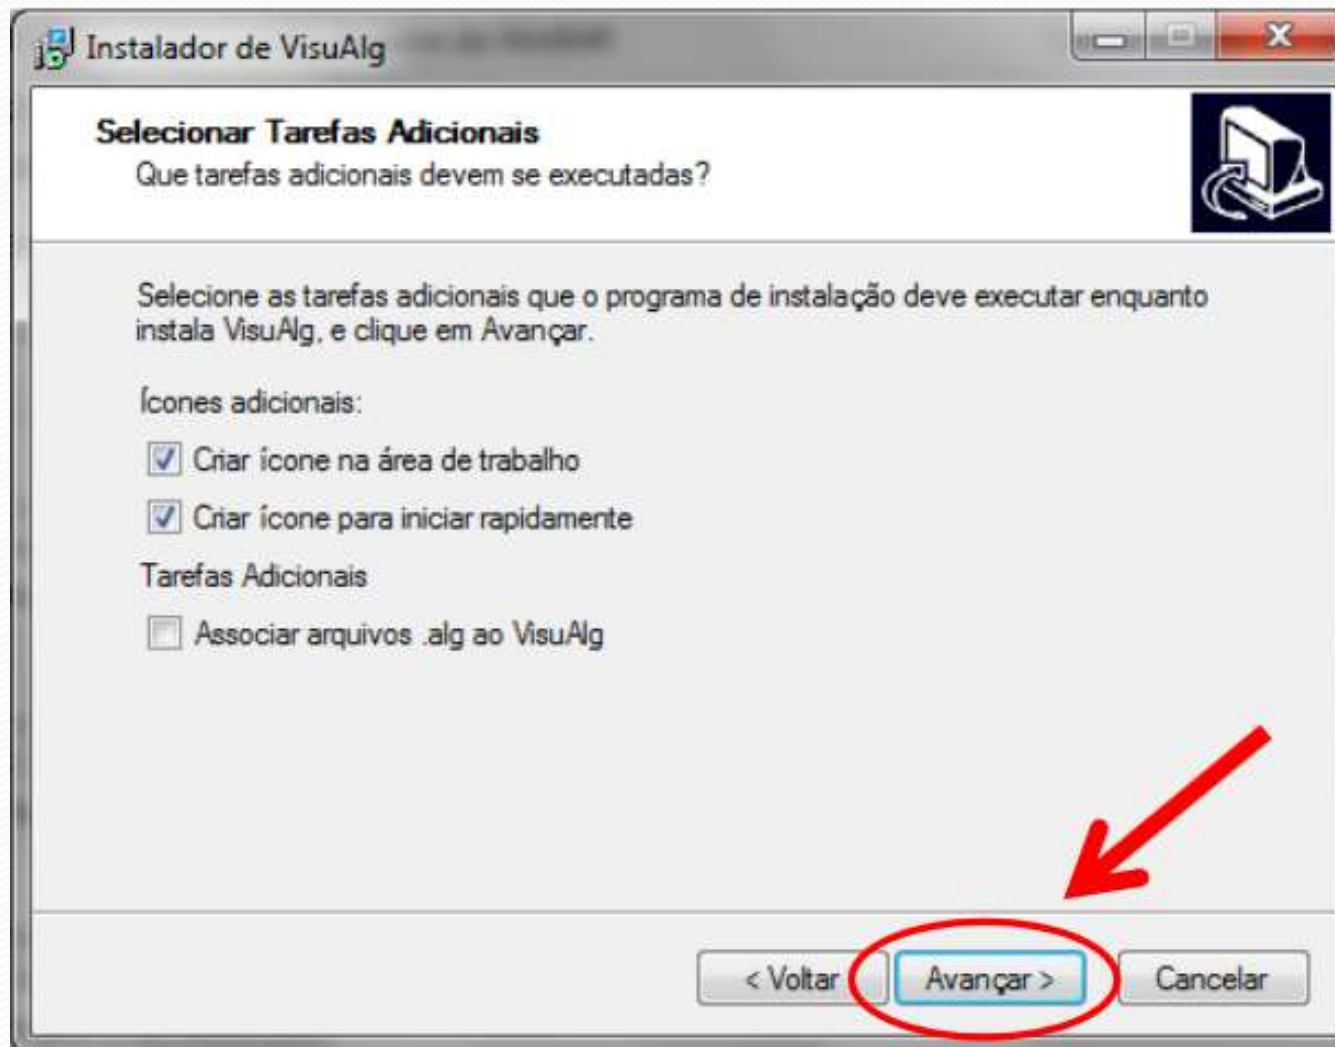 Instalador de VisuAlg
Selecionar Tarefas Adicionais
Que tarefas adicionais devem se executadas?
Selecione as tarefas adicionais que o programa de instalação deve executar enquanto
instala VisuAlg, e clique em Avançar.
Ícones adicionais:
Criar ícone na área de trabalho
Criar ícone para iniciar rapidamente
Tarefas Adicionais
Associar arquivos .alg ao VisuAlg
< Voltar Avançar > Cancelar